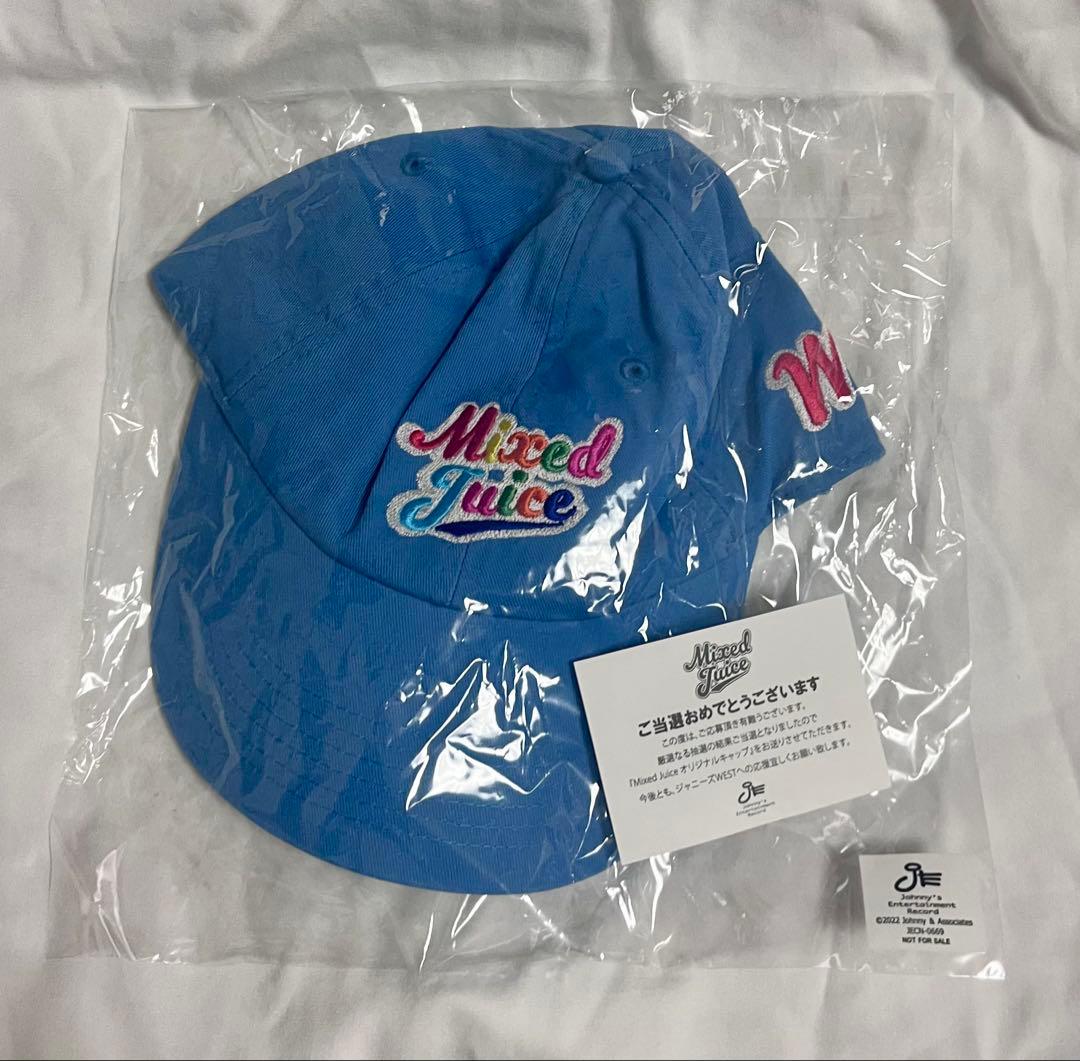 Mixed
Juice
W
Mixed
Juice
ご当選おめでとうございます
この度は、ご応募頂き有難うございます。
厳選なる抽選の結果ご当選となりましたので
『Mixed Juice オリジナルキャップ』をお送りさせてただきます。
今後とも、ジャニーズWESTへの応援宜しくお願い致します。
Johnny's
Entertainment
Record
Johnny's
Entertainment
Record
©2022 Johnny & Associates
JECN-0669
NOT FOR SALE